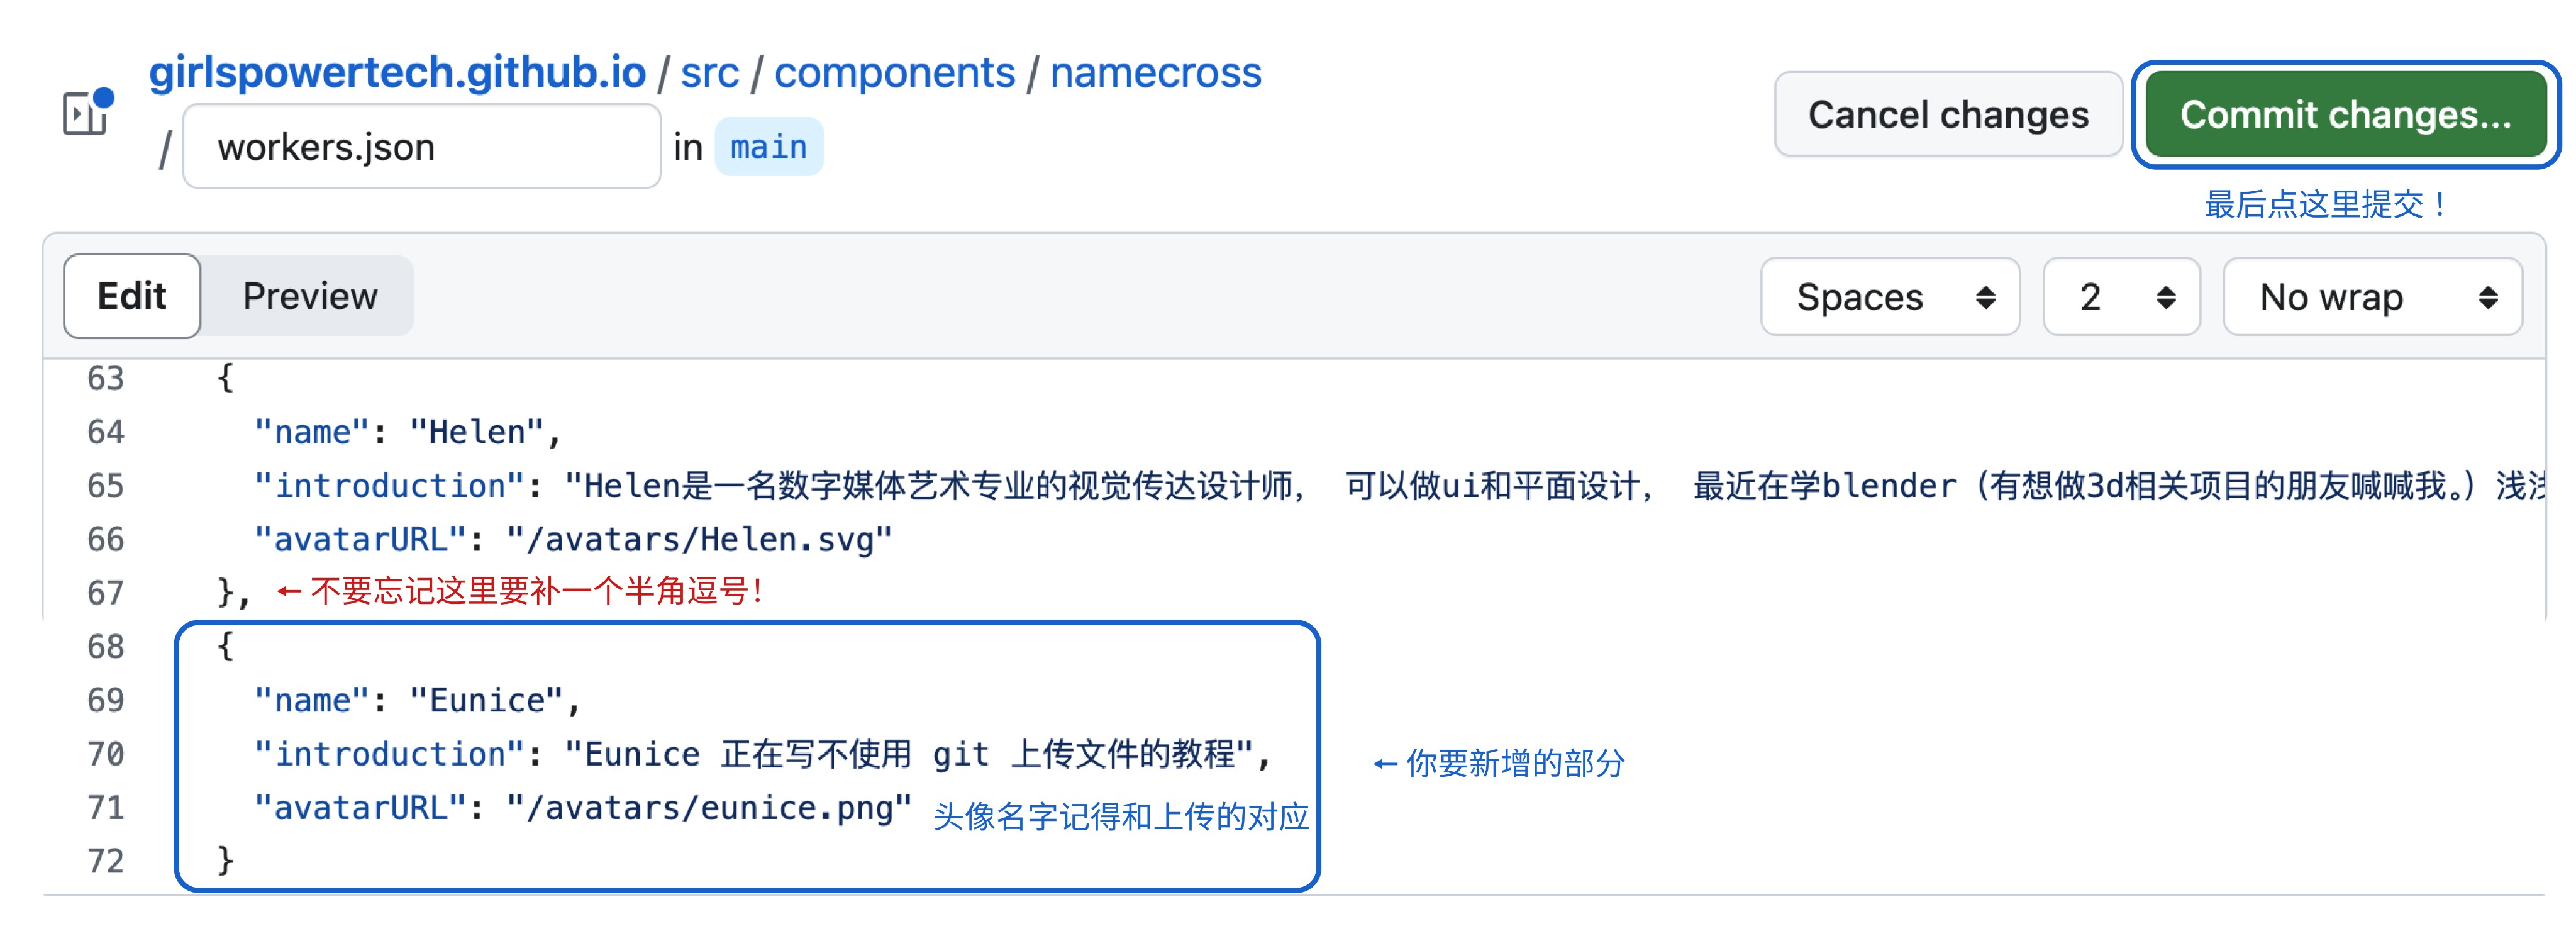 girlspowertech.github.io / src / components / namecross
/ workers.json in main
Cancel changes
Commit changes...
最后点这里提交！
Edit
Preview
Spaces
2
No wrap
63 {
64 "name": "Helen",
65 "introduction": "Helen是一名数字媒体艺术专业的视觉传达设计师， 可以做ui和平面设计， 最近在学blender（有想做3d相关项目的朋友喊喊我。）浅
66 "avatarURL": "/avatars/Helen.svg"
67 }, ← 不要忘记这里要补一个半角逗号！
68 {
69 "name": "Eunice",
70 "introduction": "Eunice 正在写不使用 git 上传文件的教程",
← 你要新增的部分
71 "avatarURL": "/avatars/eunice.png" 头像名字记得和上传的对应
72 }